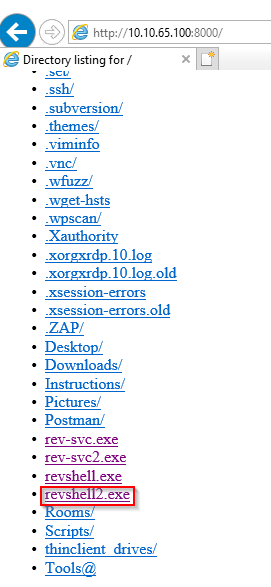 http://10.10.65.100:8000/
Directory listing for /
.set/
.ssh/
.subversion/
.themes/
.viminfo
.vnc/
.wfuzz/
.wget-hsts
.wpscan/
.Xauthority
.xorgxrdp.10.log
.xorgxrdp.10.log.old
.xsession-errors
.xsession-errors.old
.ZAP/
Desktop/
Downloads/
Instructions/
Pictures/
Postman/
rev-svc.exe
rev-svc2.exe
revshell.exe
revshell2.exe
Rooms/
Scripts/
thinclient_drives/
Tools@